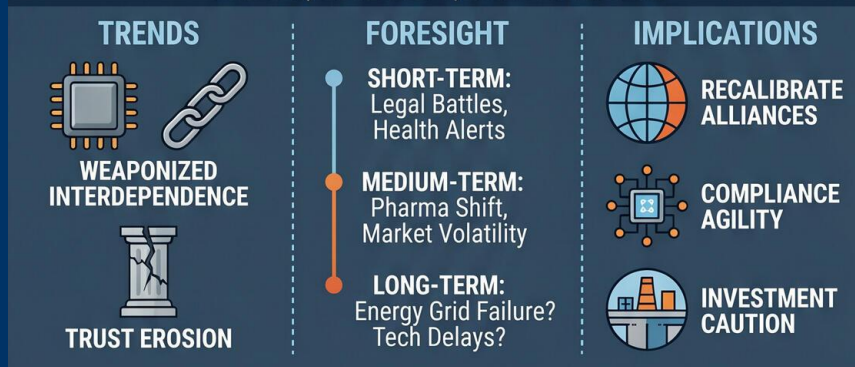 TRENDS
WEAPONIZED
INTERDEPENDENCE
TRUST EROSION
FORESIGHT
SHORT-TERM:
Legal Battles,
Health Alerts
MEDIUM-TERM:
Pharma Shift,
Market Volatility
LONG-TERM:
Energy Grid Failure?
Tech Delays?
IMPLICATIONS
RECALIBRATE
ALLIANCES
COMPLIANCE
AGILITY
INVESTMENT
CAUTION